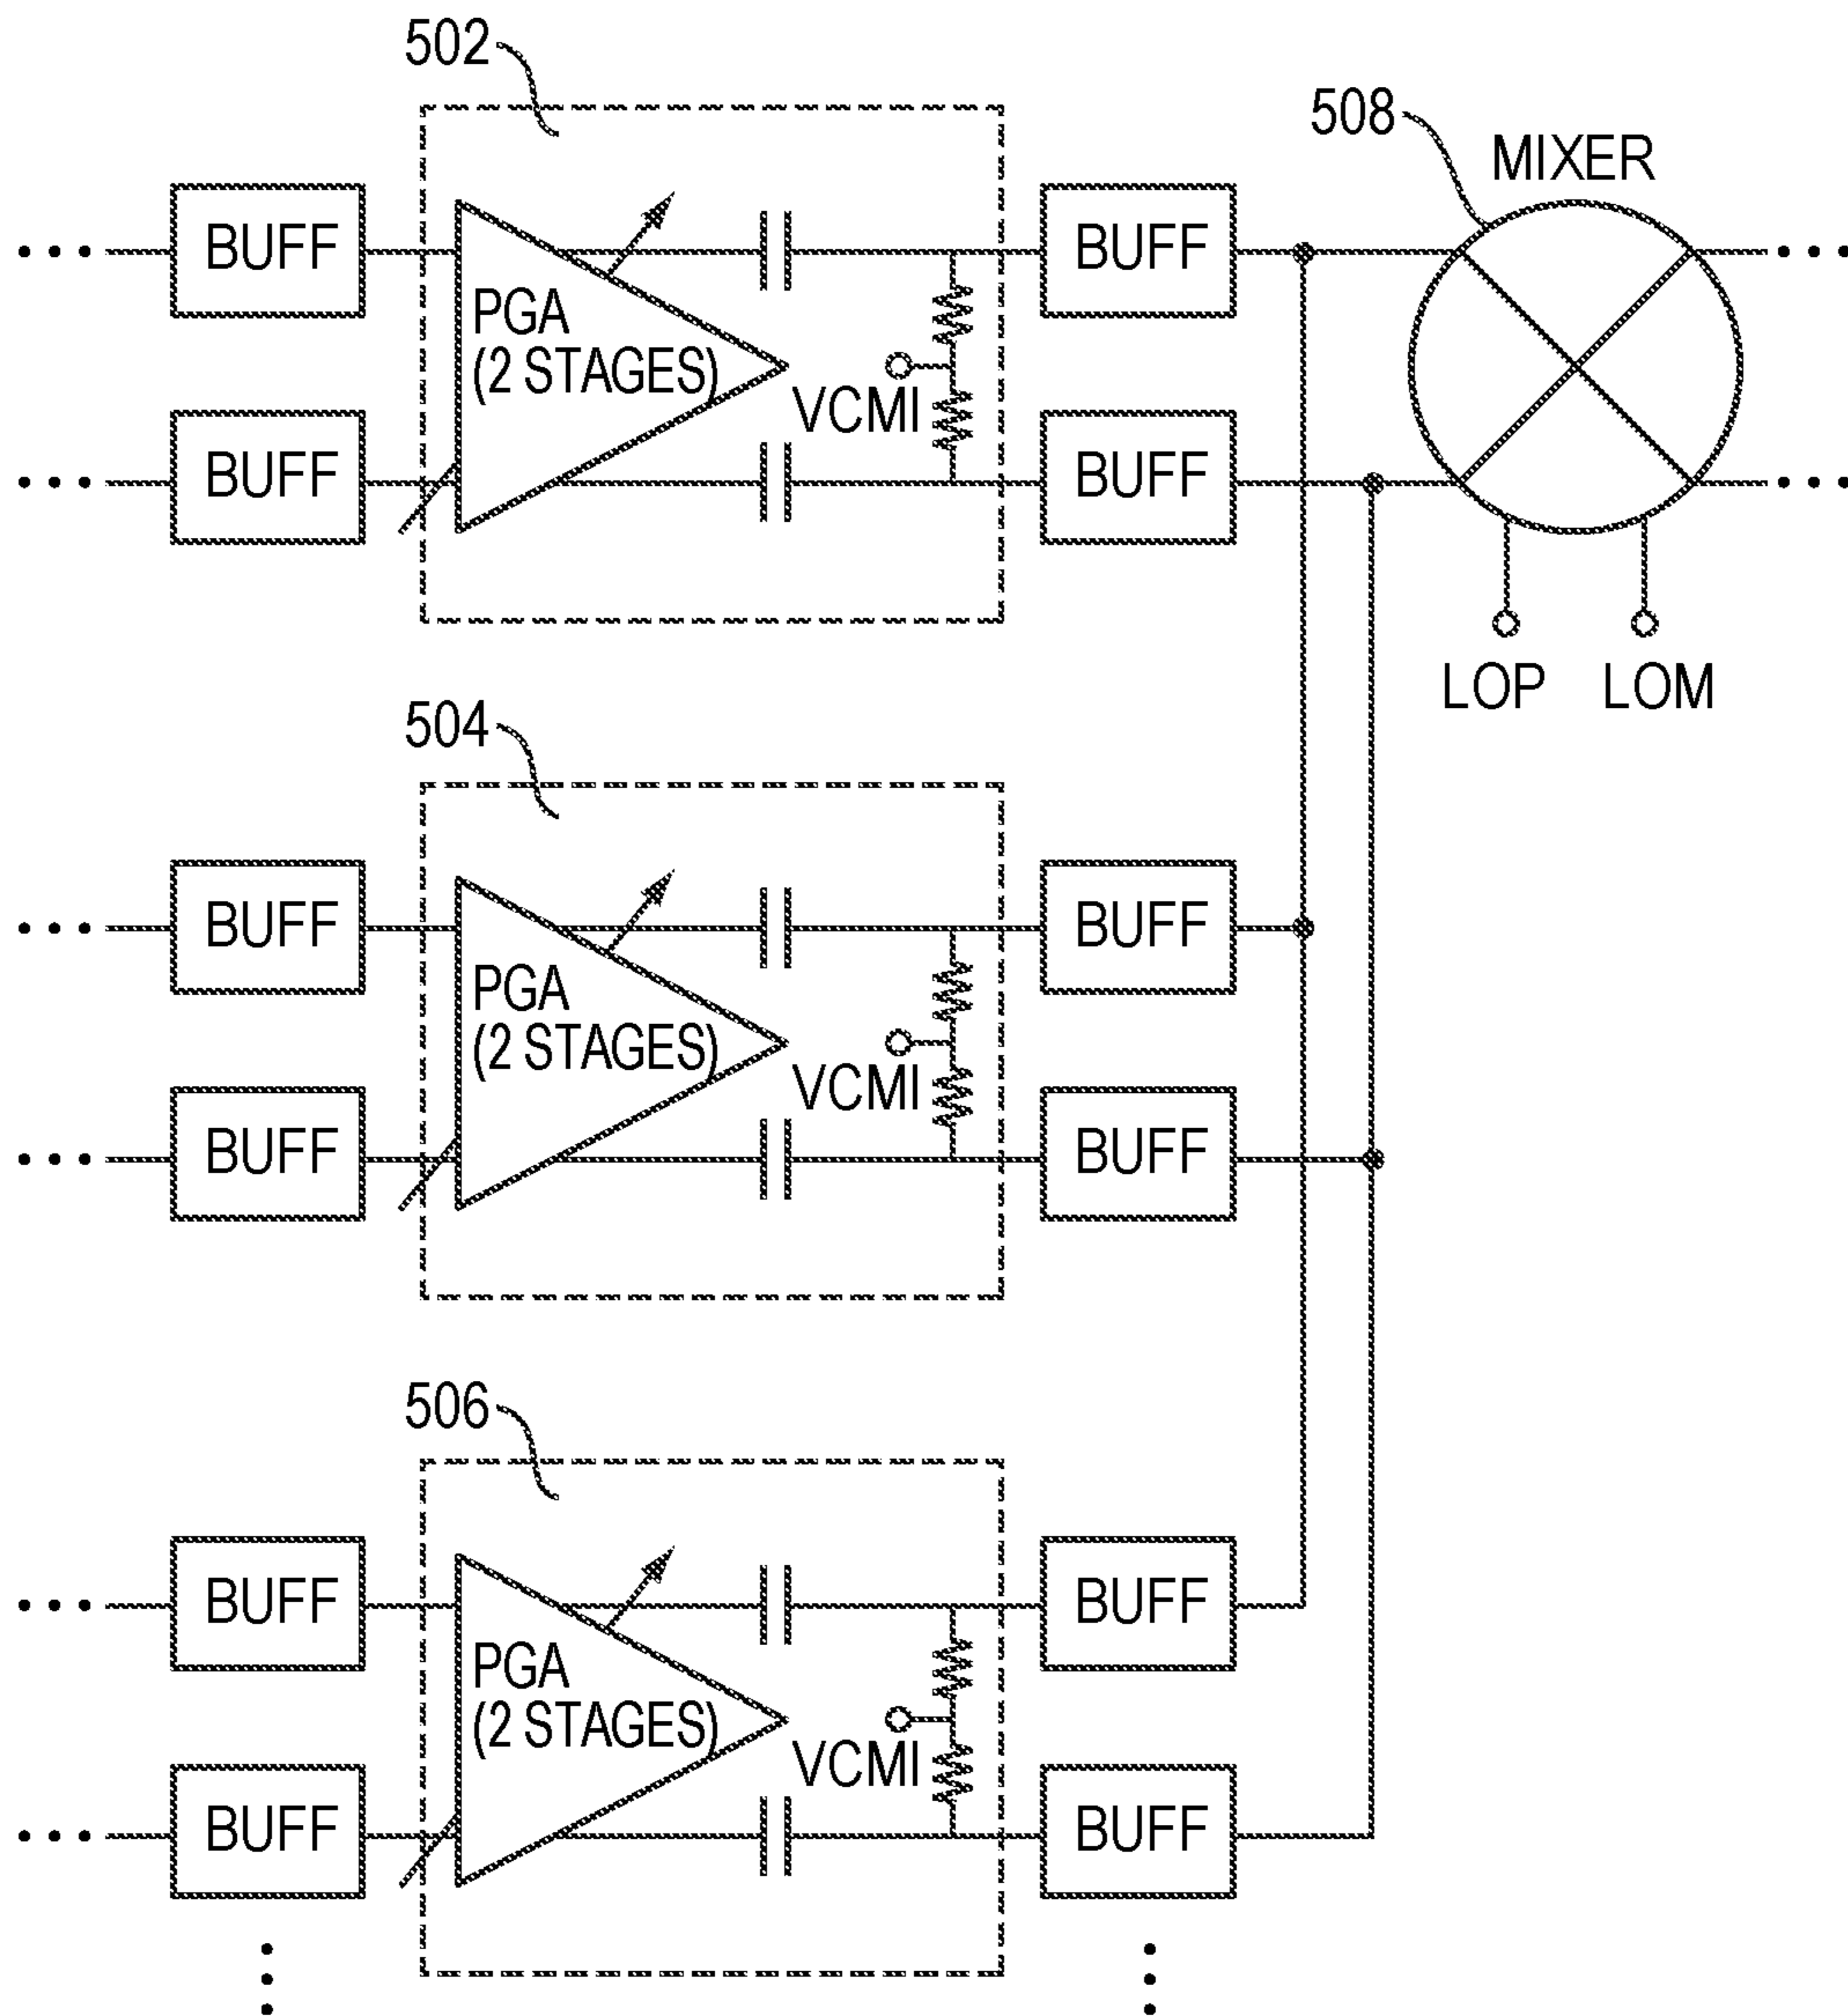 502
508
MIXER
BUFF
BUFF
PGA
(2 STAGES)
VCMI
BUFF
BUFF
LOP
LOM
504
BUFF
BUFF
PGA
(2 STAGES)
VCMI
BUFF
BUFF
506
BUFF
BUFF
PGA
(2 STAGES)
VCMI
BUFF
BUFF